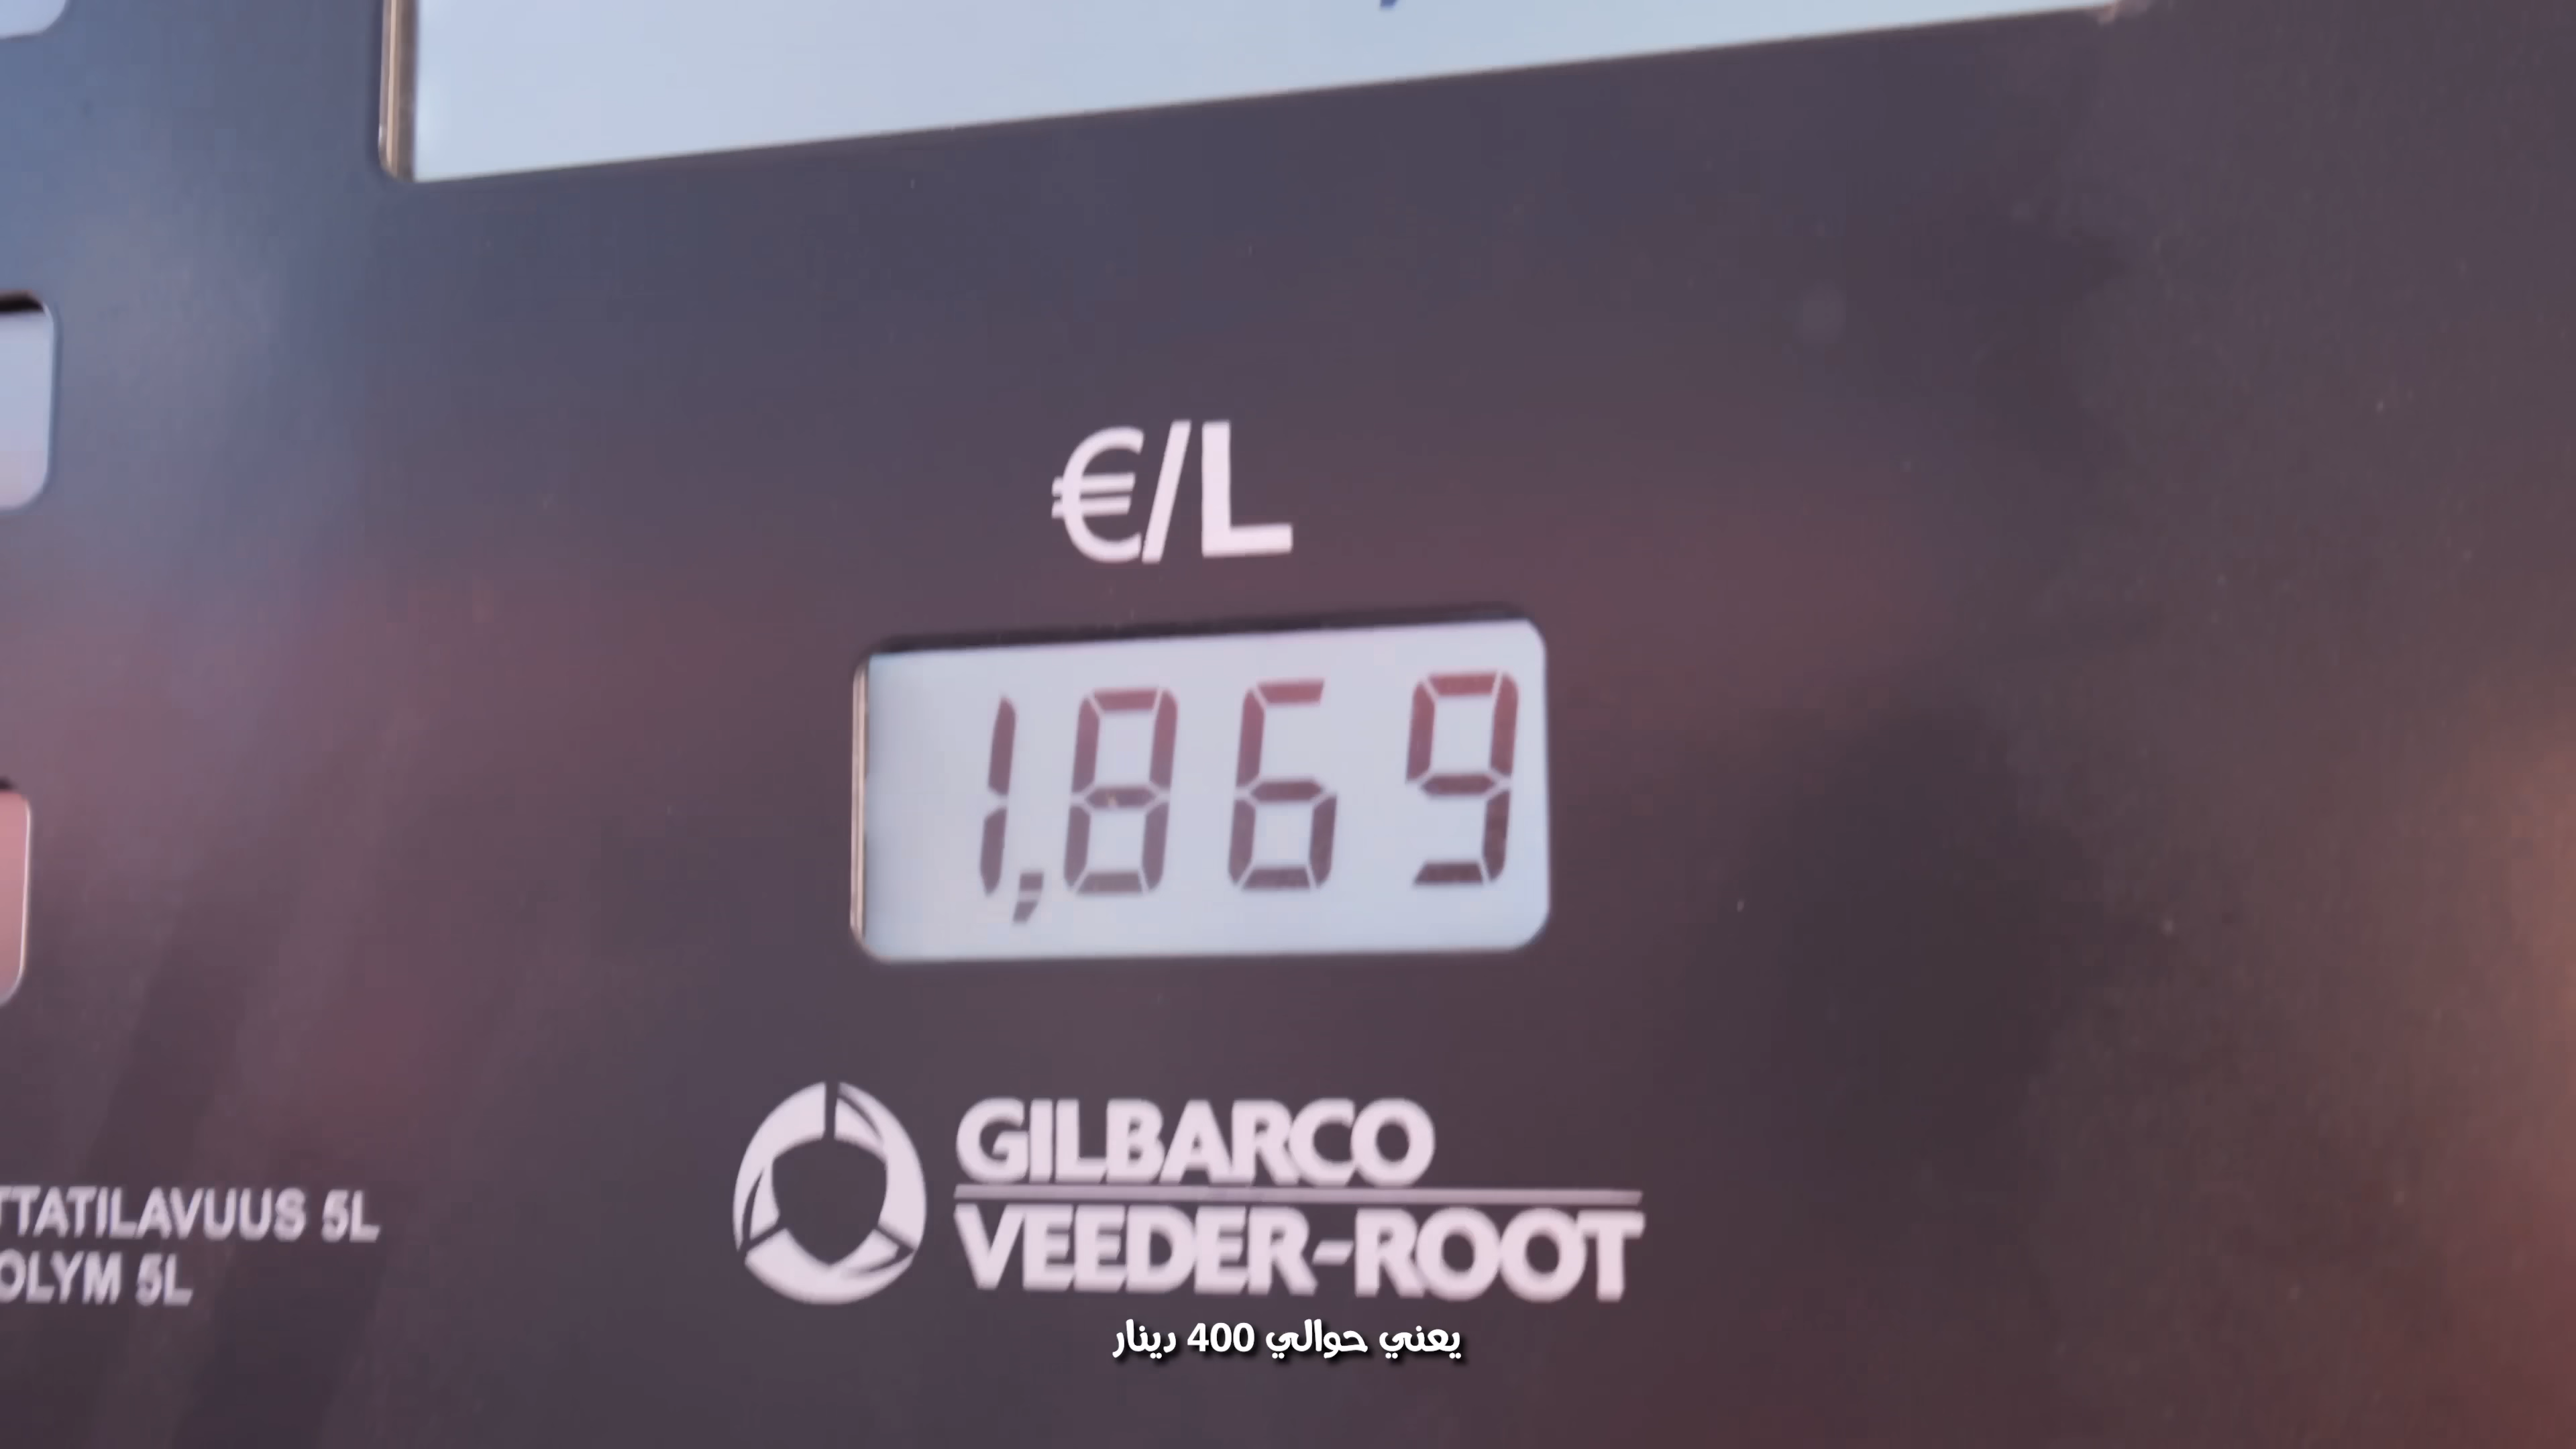 €/L
1,869
GILBARCO
VEEDER-ROOT
TTATILAVUUS 5L
OLYM 5L
يعني حوالي 400 دينار